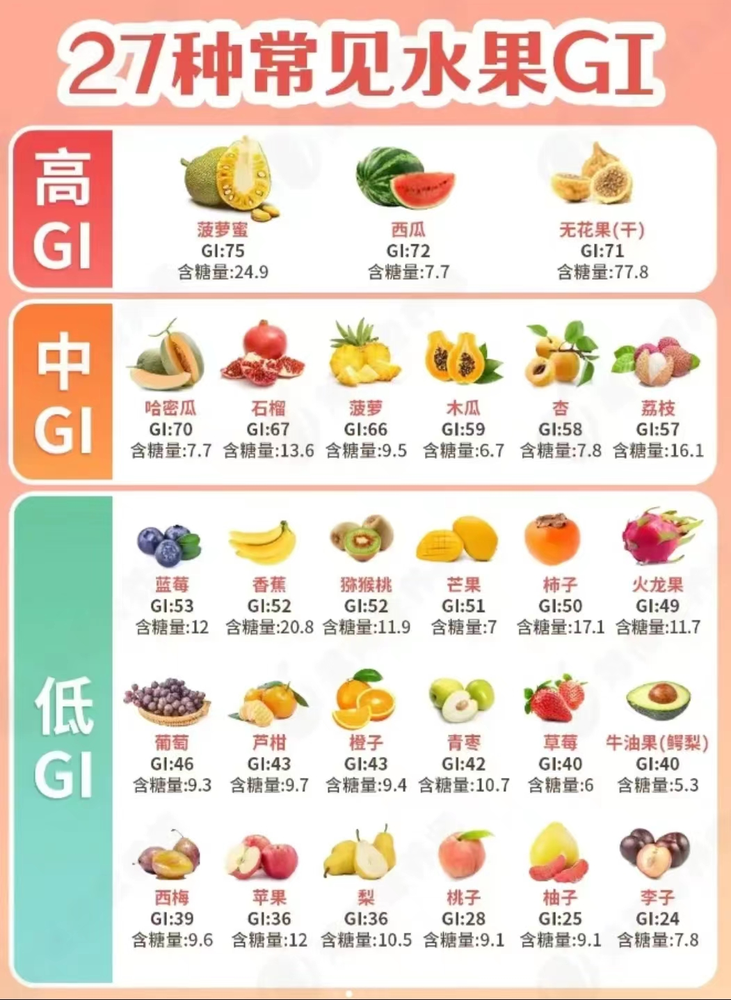 27种常见水果GI
高
GI
菠萝蜜 西瓜 无花果(干)
GI:75 GI:72 GI:71
含糖量:24.9 含糖量:7.7 含糖量:77.8
中
GI
哈密瓜 石榴 菠萝 木瓜 杏 荔枝
GI:70 GI:67 GI:66 GI:59 GI:58 GI:57
含糖量:7.7 含糖量:13.6 含糖量:9.5 含糖量:6.7 含糖量:7.8 含糖量:16.1
低
GI
蓝莓 香蕉 猕猴桃 芒果 柿子 火龙果
GI:53 GI:52 GI:52 GI:51 GI:50 GI:49
含糖量:12 含糖量:20.8 含糖量:11.9 含糖量:7 含糖量:17.1 含糖量:11.7
葡萄 芦柑 橙子 青枣 草莓 牛油果(鳄梨)
GI:46 GI:43 GI:43 GI:42 GI:40 GI:40
含糖量:9.3 含糖量:9.7 含糖量:9.4 含糖量:10.7 含糖量:6 含糖量:5.3
西梅 苹果 梨 桃子 柚子 李子
GI:39 GI:36 GI:36 GI:28 GI:25 GI:24
含糖量:9.6 含糖量:12 含糖量:10.5 含糖量:9.1 含糖量:9.1 含糖量:7.8